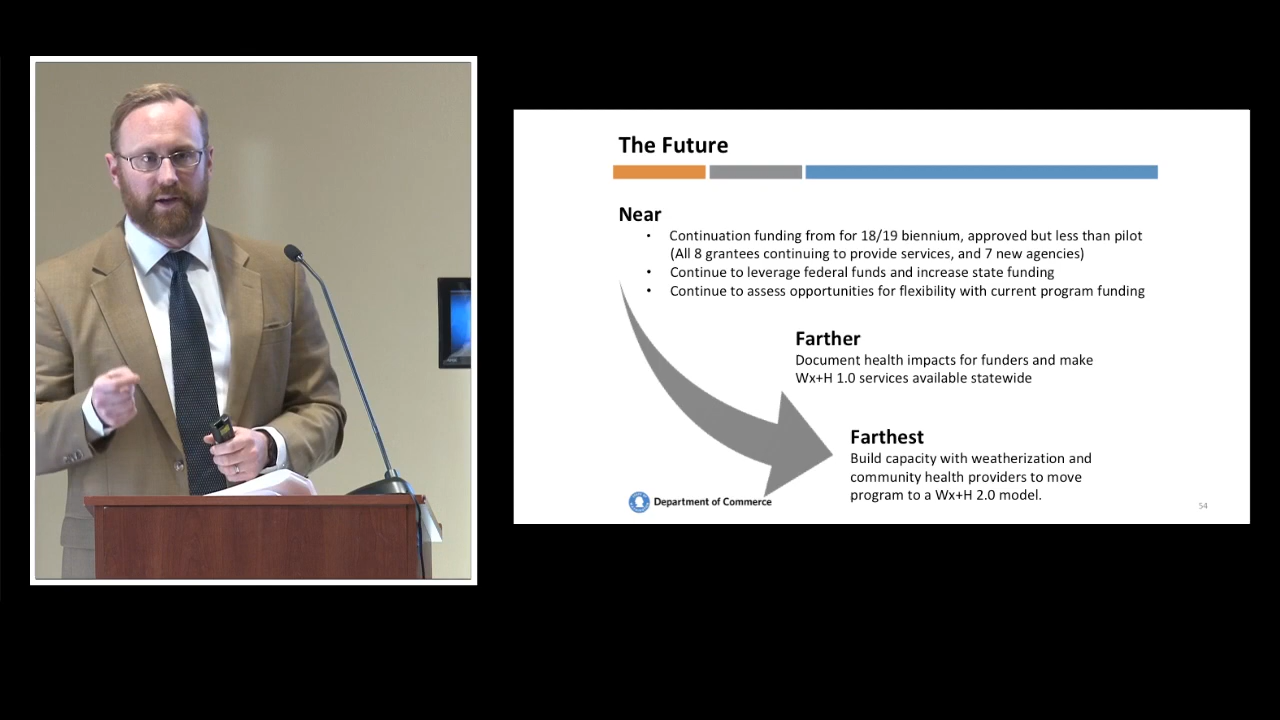 The Future
Near
• Continuation funding from for 18/19 biennium, approved but less than pilot
(All 8 grantees continuing to provide services, and 7 new agencies)
• Continue to leverage federal funds and increase state funding
• Continue to assess opportunities for flexibility with current program funding
Farther
Document health impacts for funders and make
Wx+H 1.0 services available statewide
Farthest
Build capacity with weatherization and
community health providers to move
program to a Wx+H 2.0 model.
Department of Commerce
54